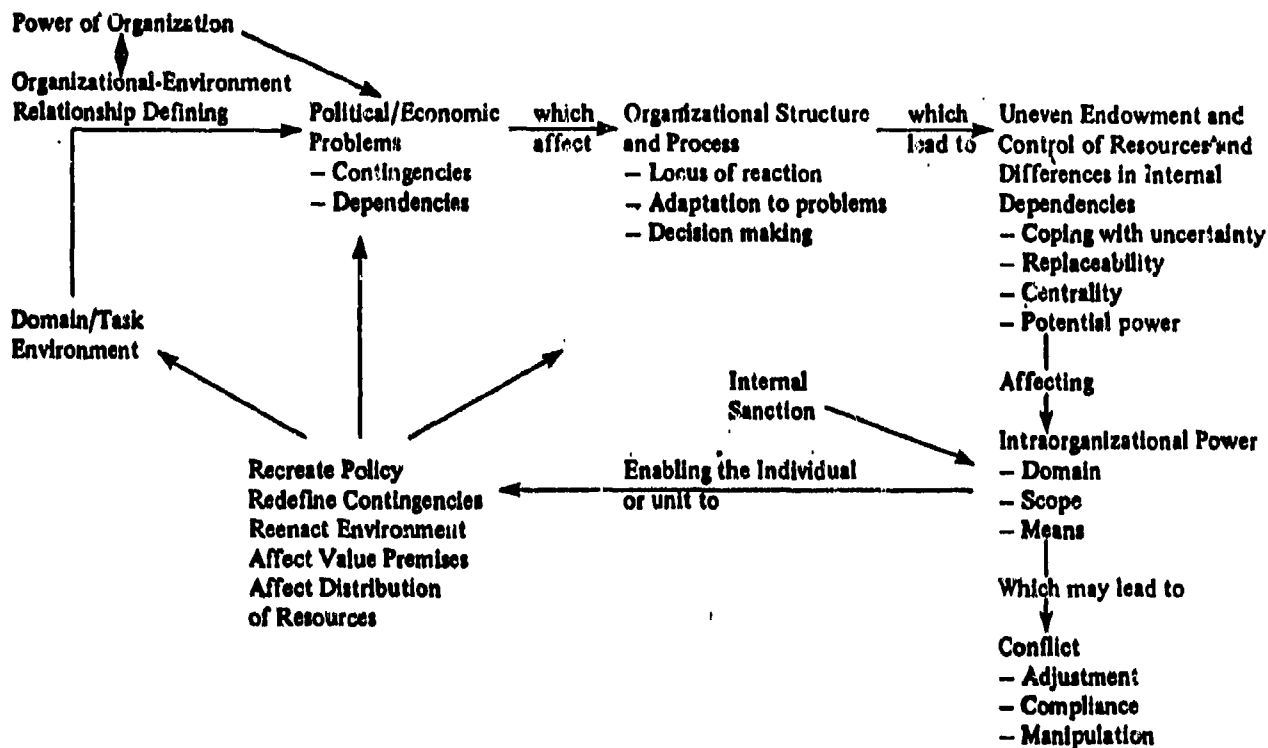 Power of Organization
Organizational-Environment
Relationship Defining
Political/Economic
Problems
– Contingencies
– Dependencies
which
affect
Organizational Structure
and Process
– Locus of reaction
– Adaptation to problems
– Decision making
which
lead to
Uneven Endowment and
Control of Resources and
Differences in Internal
Dependencies
– Coping with uncertainty
– Replaceability
– Centrality
– Potential power
Domain/Task
Environment
Affecting
Internal
Sanction
Intraorganizational Power
– Domain
– Scope
– Means
Enabling the Individual
or unit to
Recreate Policy
Redefine Contingencies
Reenact Environment
Affect Value Premises
Affect Distribution
of Resources
Which may lead to
Conflict
– Adjustment
– Compliance
– Manipulation